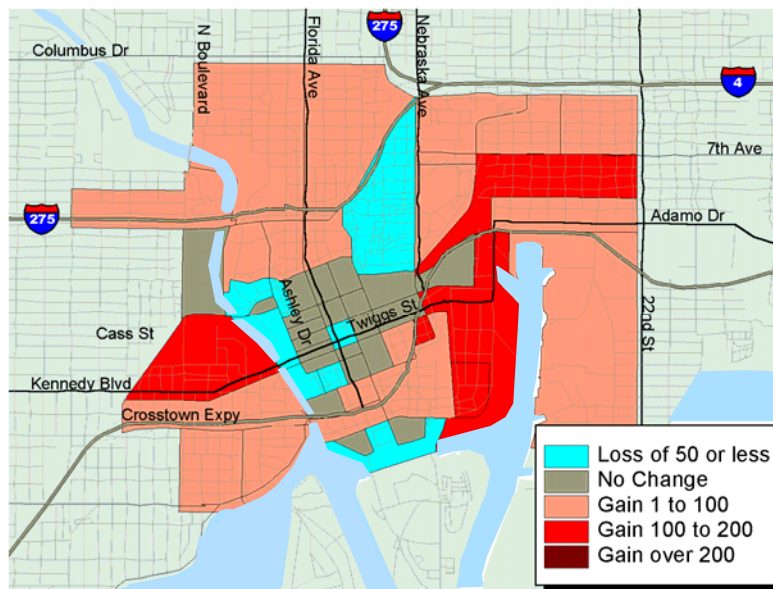 275
Columbus Dr
N Boulevard
Florida Ave
Nebraska Ave
4
7th Ave
275
Adamo Dr
Ashley Dr
Twiggs St
22nd St
Cass St
Kennedy Blvd
Crosstown Expy
Loss of 50 or less
No Change
Gain 1 to 100
Gain 100 to 200
Gain over 200